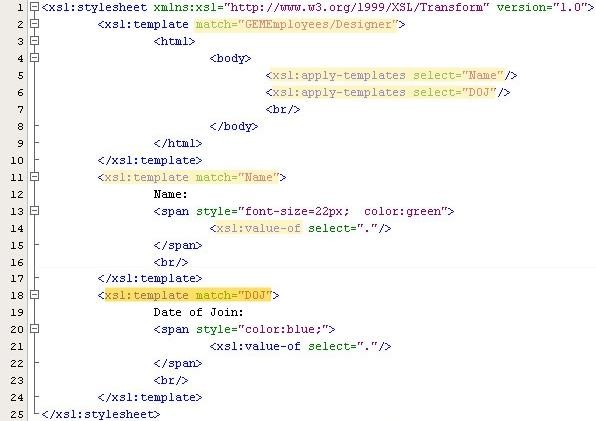 1 <xsl:stylesheet xmlns:xsl="http://www.w3.org/1999/XSL/Transform" version="1.0">
2 <xsl:template match="GEMEmployees/Designer">
3 <html>
4 <body>
5 <xsl:apply-templates select="Name"/>
6 <xsl:apply-templates select="DOJ"/>
7 <br/>
8 </body>
9 </html>
10 </xsl:template>
11 <xsl:template match="Name">
12 Name:
13 <span style="font-size=22px;  color:green">
14 <xsl:value-of select="."/>
15 </span>
16 <br/>
17 </xsl:template>
18 <xsl:template match="DOJ">
19 Date of Join:
20 <span style="color:blue;">
21 <xsl:value-of select="."/>
22 </span>
23 <br/>
24 </xsl:template>
25 </xsl:stylesheet>